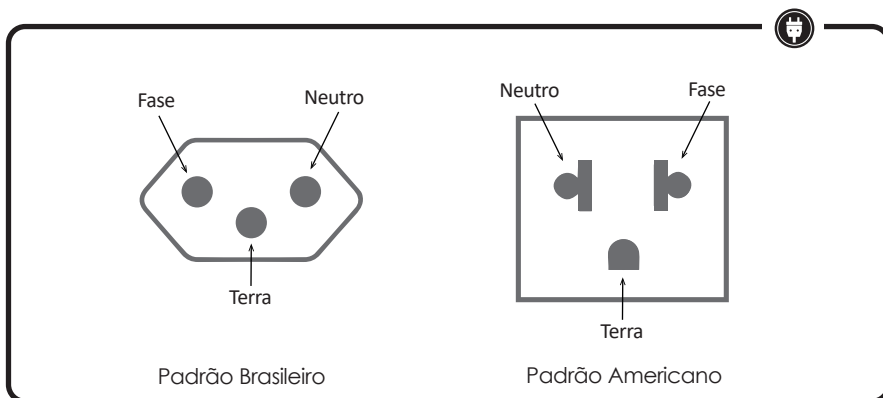 Fase
Neutro
Terra
Padrão Brasileiro
Neutro
Fase
Terra
Padrão Americano